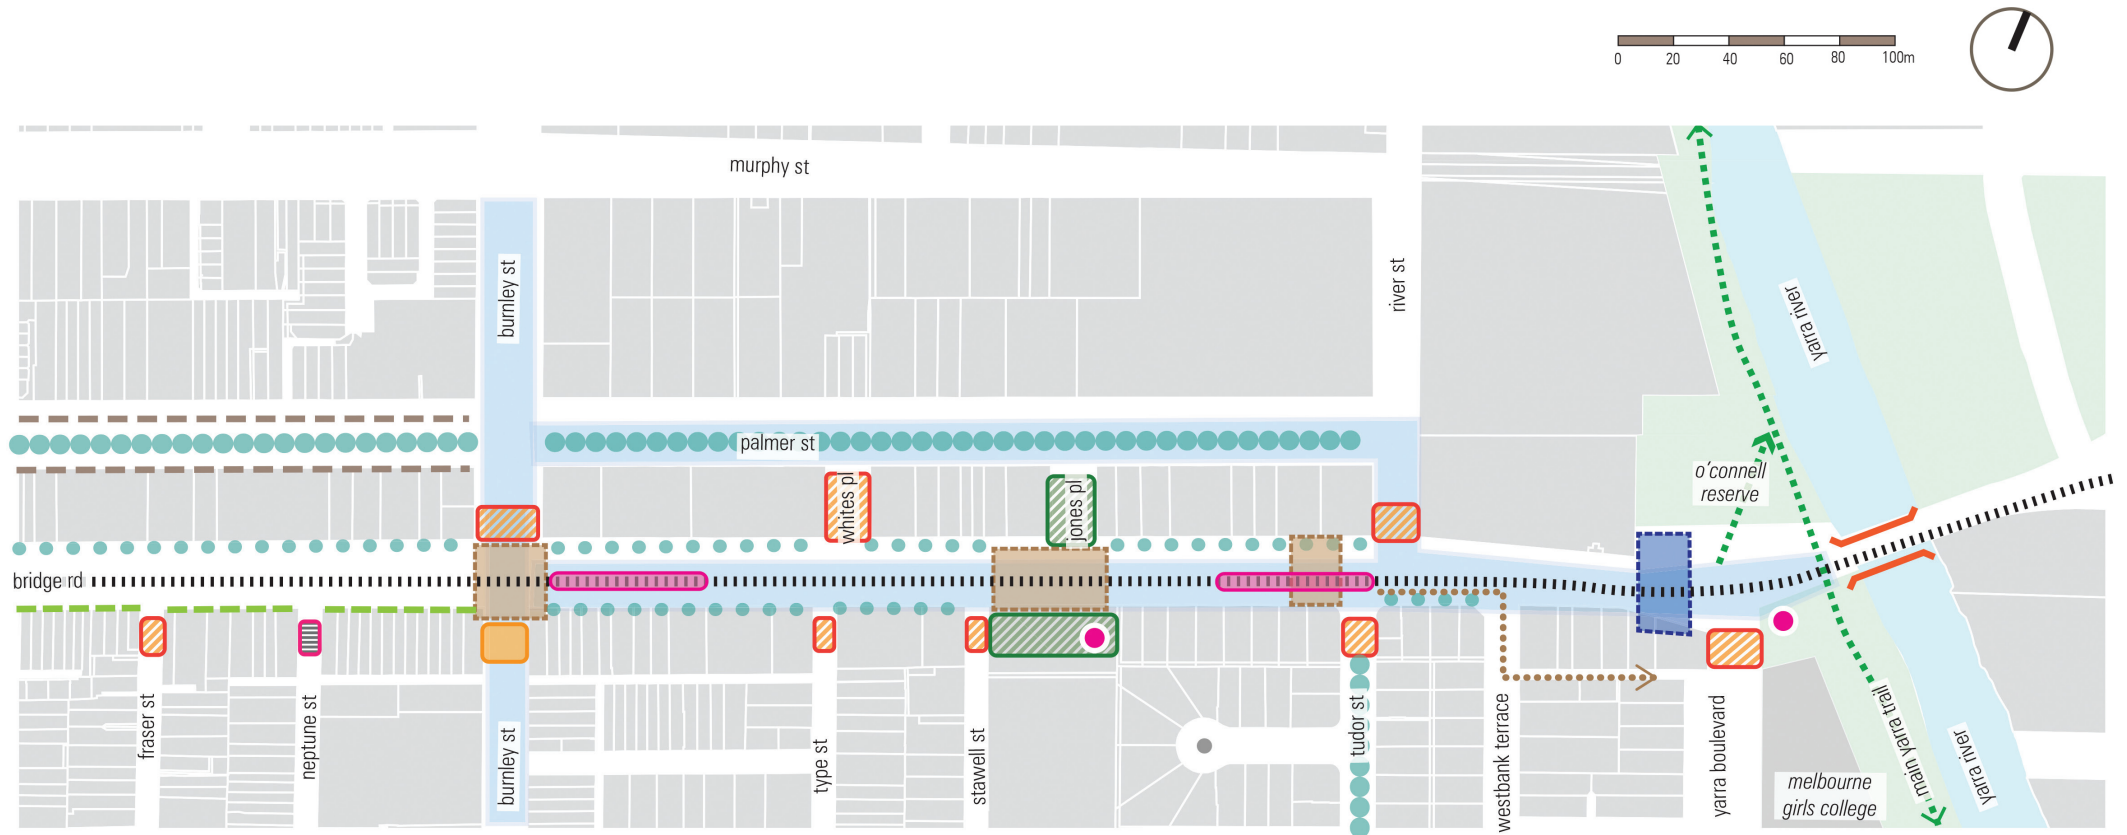 0 20 40 60 80 100m
murphy st
burnley st
river st
yarra river
palmer st
whites pl
jones pl
o'connell
reserve
bridge rd
fraser st
neptune st
burnley st
type st
stawell st
tudor st
westbank terrace
yarra boulevard
main yarra trail
yarra river
melbourne
girls college